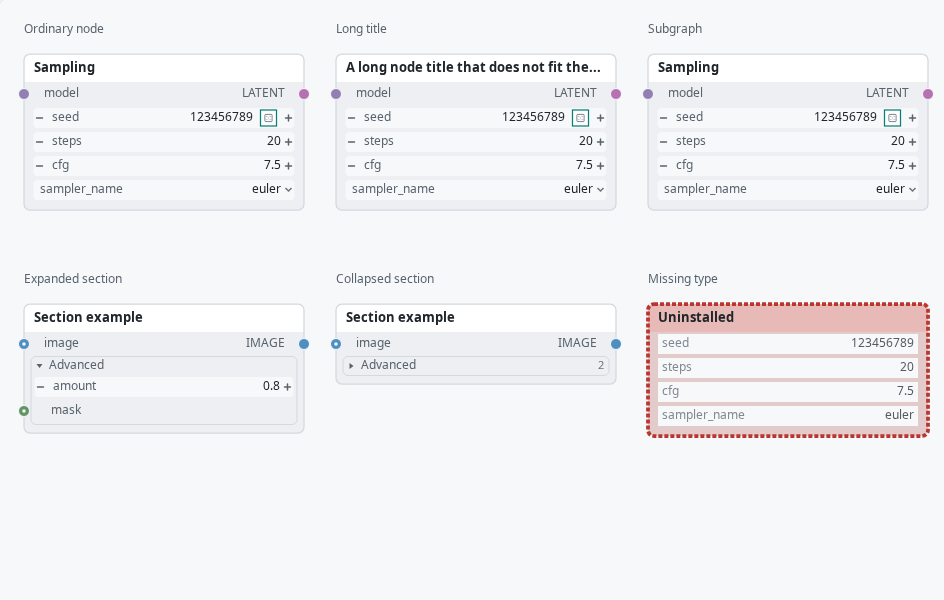 Ordinary node
Long title
Subgraph
Sampling
model LATENT
seed 123456789
steps 20
cfg 7.5
sampler_name euler
A long node title that does not fit the...
model LATENT
seed 123456789
steps 20
cfg 7.5
sampler_name euler
Sampling
model LATENT
seed 123456789
steps 20
cfg 7.5
sampler_name euler
Expanded section
Collapsed section
Missing type
Section example
image IMAGE
Advanced
amount 0.8
mask
Section example
image IMAGE
Advanced 2
Uninstalled
seed 123456789
steps 20
cfg 7.5
sampler_name euler